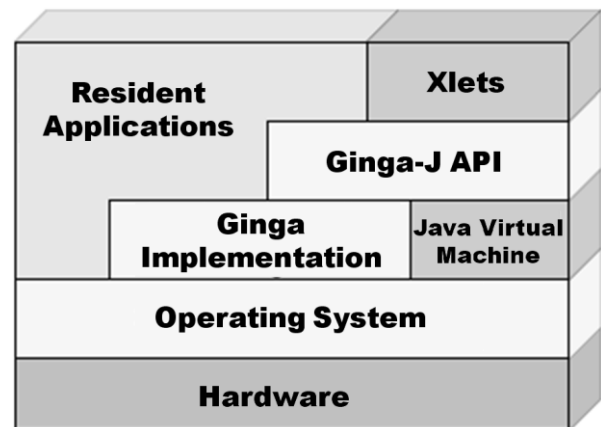 Resident
Applications
Xlets
Ginga-J API
Ginga
Implementation
Java Virtual
Machine
Operating System
Hardware